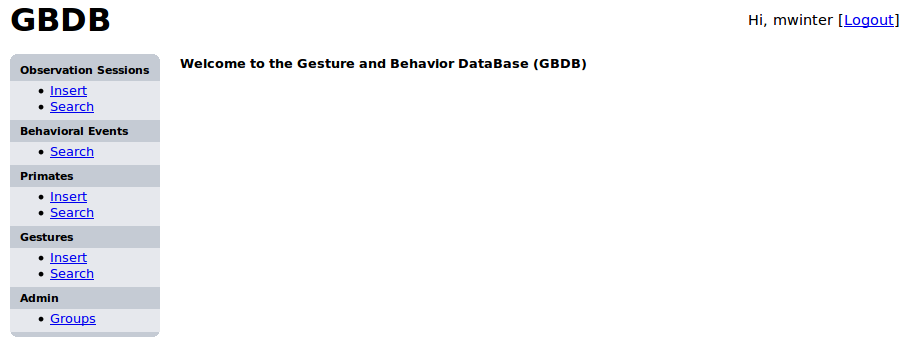 GBDB
Hi, mwinter [Logout]
Observation Sessions
Insert
Search
Behavioral Events
Search
Primates
Insert
Search
Gestures
Insert
Search
Admin
Groups
Welcome to the Gesture and Behavior DataBase (GBDB)